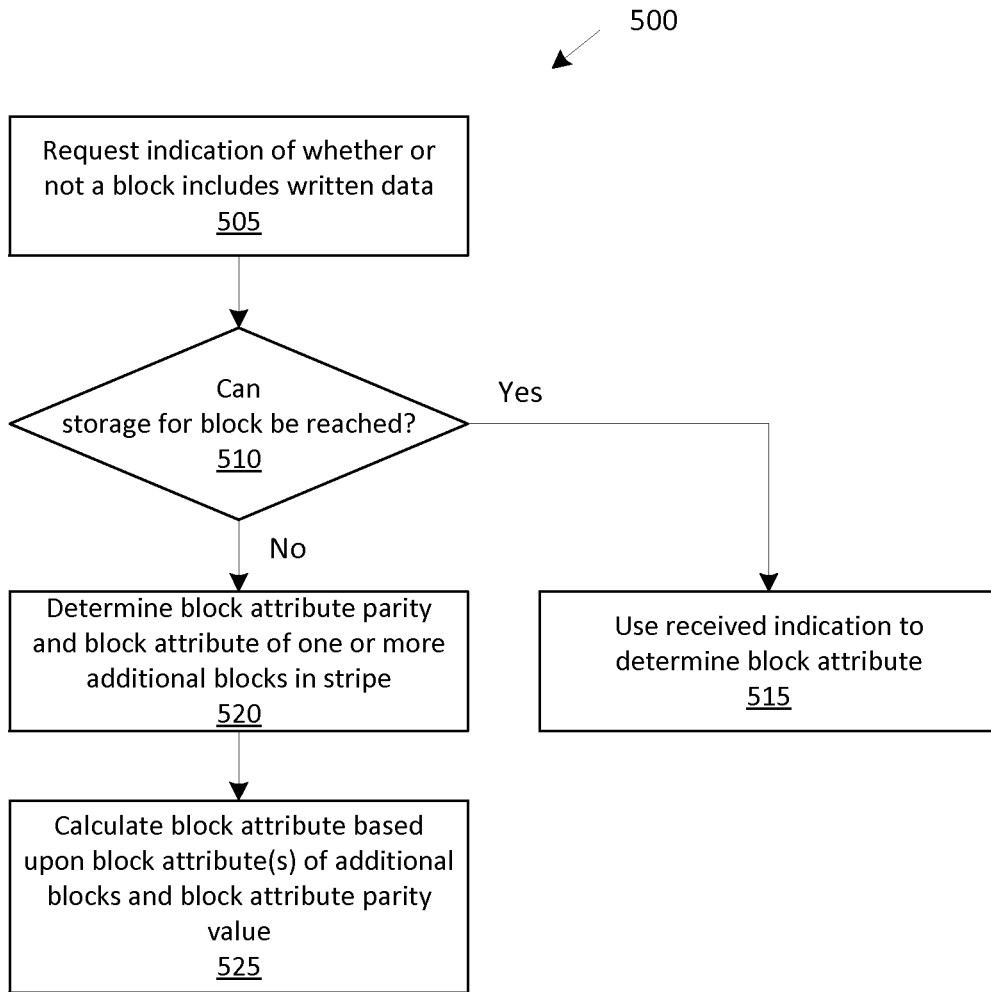 500
Request indication of whether or
not a block includes written data
505
Can
storage for block be reached?
510
Yes
No
Determine block attribute parity
and block attribute of one or more
additional blocks in stripe
520
Use received indication to
determine block attribute
515
Calculate block attribute based
upon block attribute(s) of additional
blocks and block attribute parity
value
525